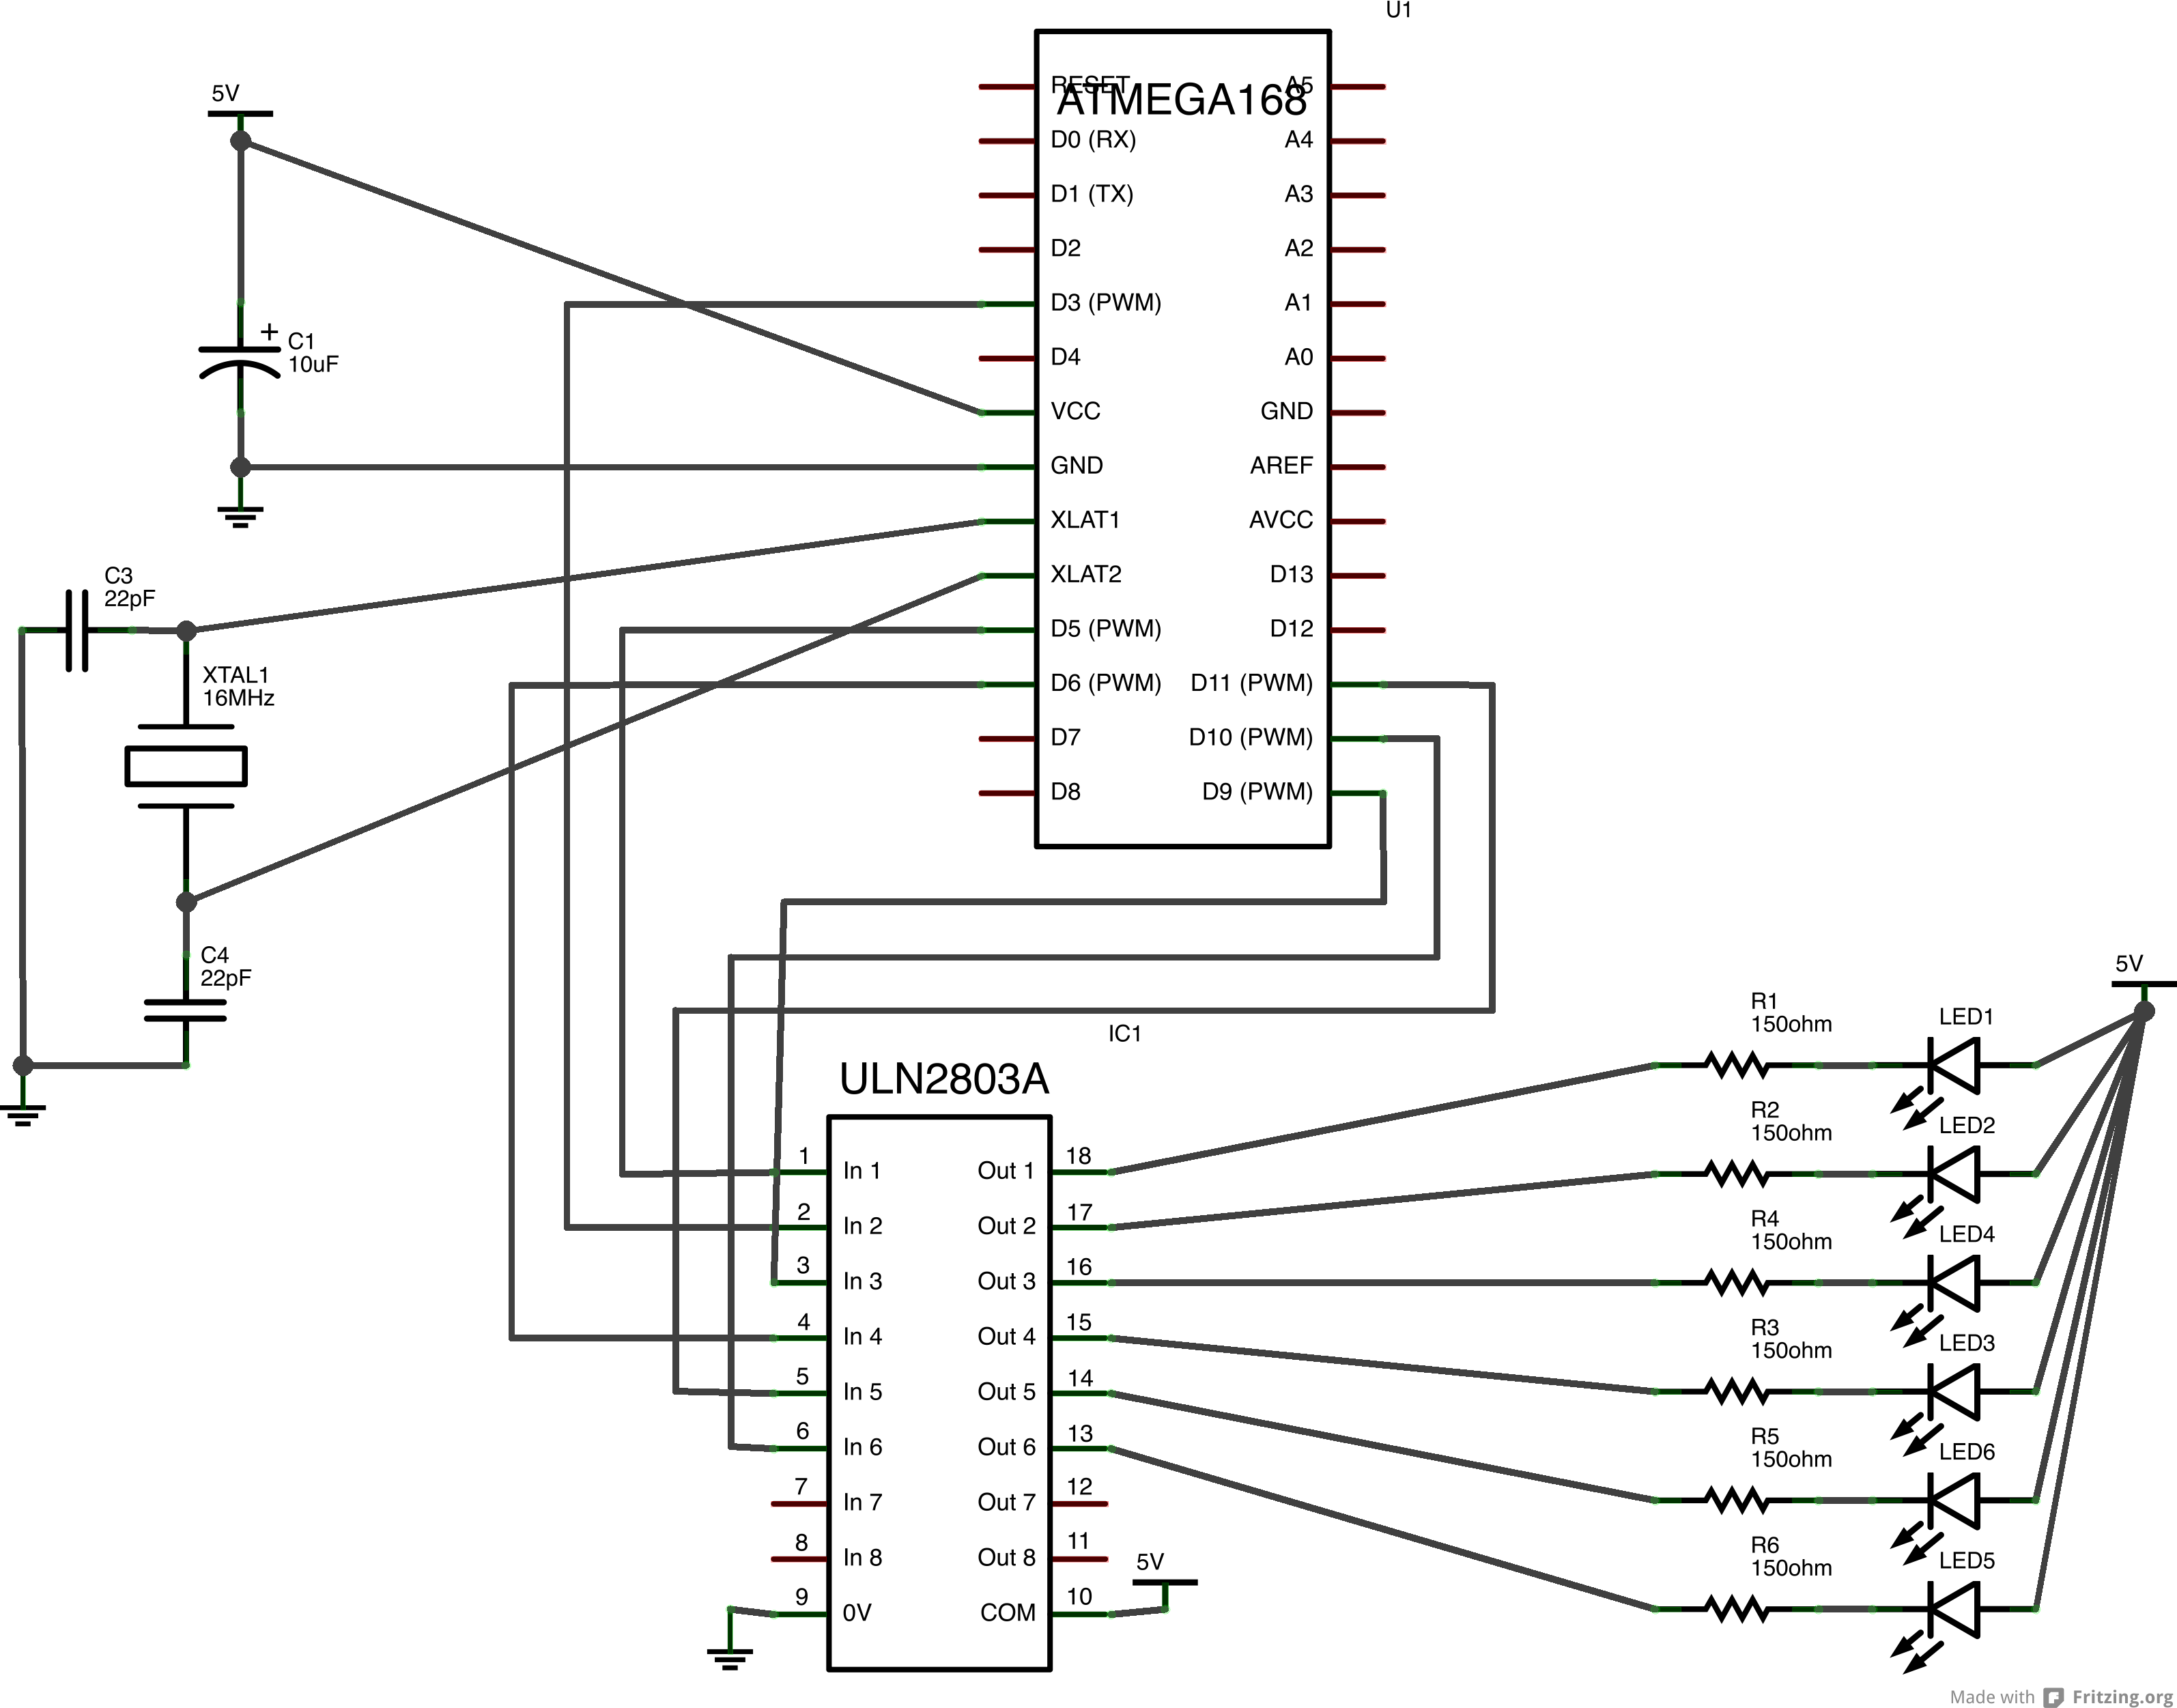 U1
ATMEGA168
RESET
D0 (RX)
D1 (TX)
D2
D3 (PWM)
D4
VCC
GND
XLAT1
XLAT2
D5 (PWM)
D6 (PWM)
D7
D8
A5
A4
A3
A2
A1
A0
GND
AREF
AVCC
D13
D12
D11 (PWM)
D10 (PWM)
D9 (PWM)
5V
+
C1
10uF
C3
22pF
XTAL1
16MHz
C4
22pF
IC1
ULN2803A
1 In 1 Out 1 18
2 In 2 Out 2 17
3 In 3 Out 3 16
4 In 4 Out 4 15
5 In 5 Out 5 14
6 In 6 Out 6 13
7 In 7 Out 7 12
8 In 8 Out 8 11
9 0V COM 10
5V
5V
R1
150ohm
LED1
R2
150ohm
LED2
R4
150ohm
LED4
R3
150ohm
LED3
R5
150ohm
LED6
R6
150ohm
LED5
Made with Fritzing.org